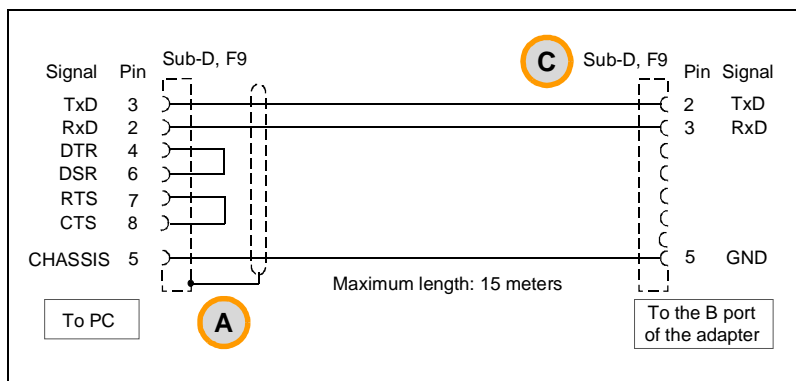 Sub-D, F9
C
Sub-D, F9
Signal Pin
Pin Signal
TxD 3
2 TxD
RxD 2
3 RxD
DTR 4
DSR 6
RTS 7
CTS 8
CHASSIS 5
5 GND
Maximum length: 15 meters
A
To PC
To the B port
of the adapter